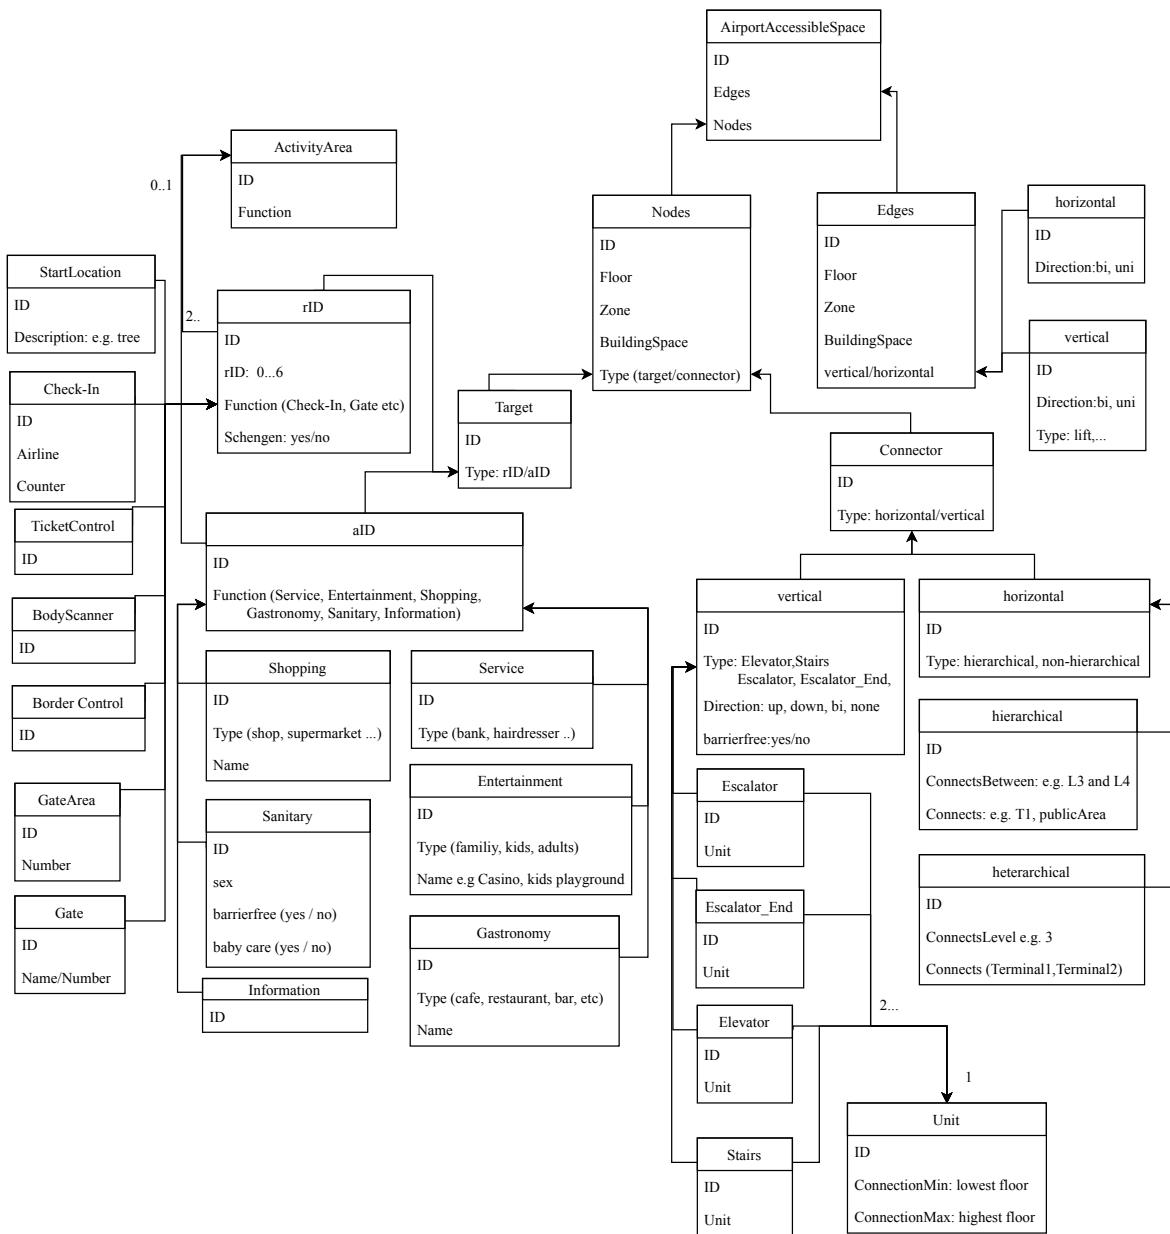 AirportAccessibleSpace
ID
Edges
Nodes
ActivityArea
ID
Function
0..1
2..
Nodes
ID
Floor
Zone
BuildingSpace
Type (target/connector)
Edges
ID
Floor
Zone
BuildingSpace
vertical/horizontal
horizontal
ID
Direction:bi, uni
vertical
ID
Direction:bi, uni
Type: lift,...
StartLocation
ID
Description: e.g. tree
rID
ID
rID:  0...6
Function (Check-In, Gate etc)
Schengen: yes/no
Check-In
ID
Airline
Counter
Target
ID
Type: rID/aID
Connector
ID
Type: horizontal/vertical
TicketControl
ID
aID
ID
Function (Service, Entertainment, Shopping,
Gastronomy, Sanitary, Information)
BodyScanner
ID
vertical
ID
Type: Elevator,Stairs
Escalator, Escalator_End,
Direction: up, down, bi, none
barrierfree:yes/no
horizontal
ID
Type: hierarchical, non-hierarchical
Shopping
ID
Type (shop, supermarket ...)
Name
Service
ID
Type (bank, hairdresser ..)
Border Control
ID
hierarchical
ID
ConnectsBetween: e.g. L3 and L4
Connects: e.g. T1, publicArea
GateArea
ID
Number
Sanitary
ID
sex
barrierfree (yes / no)
baby care (yes / no)
Entertainment
ID
Type (familiy, kids, adults)
Name e.g Casino, kids playground
Escalator
ID
Unit
heterarchical
ID
ConnectsLevel e.g. 3
Connects (Terminal1,Terminal2)
Gate
ID
Name/Number
Gastronomy
ID
Type (cafe, restaurant, bar, etc)
Name
Escalator_End
ID
Unit
Information
ID
Elevator
ID
Unit
2...
1
Stairs
ID
Unit
Unit
ID
ConnectionMin: lowest floor
ConnectionMax: highest floor